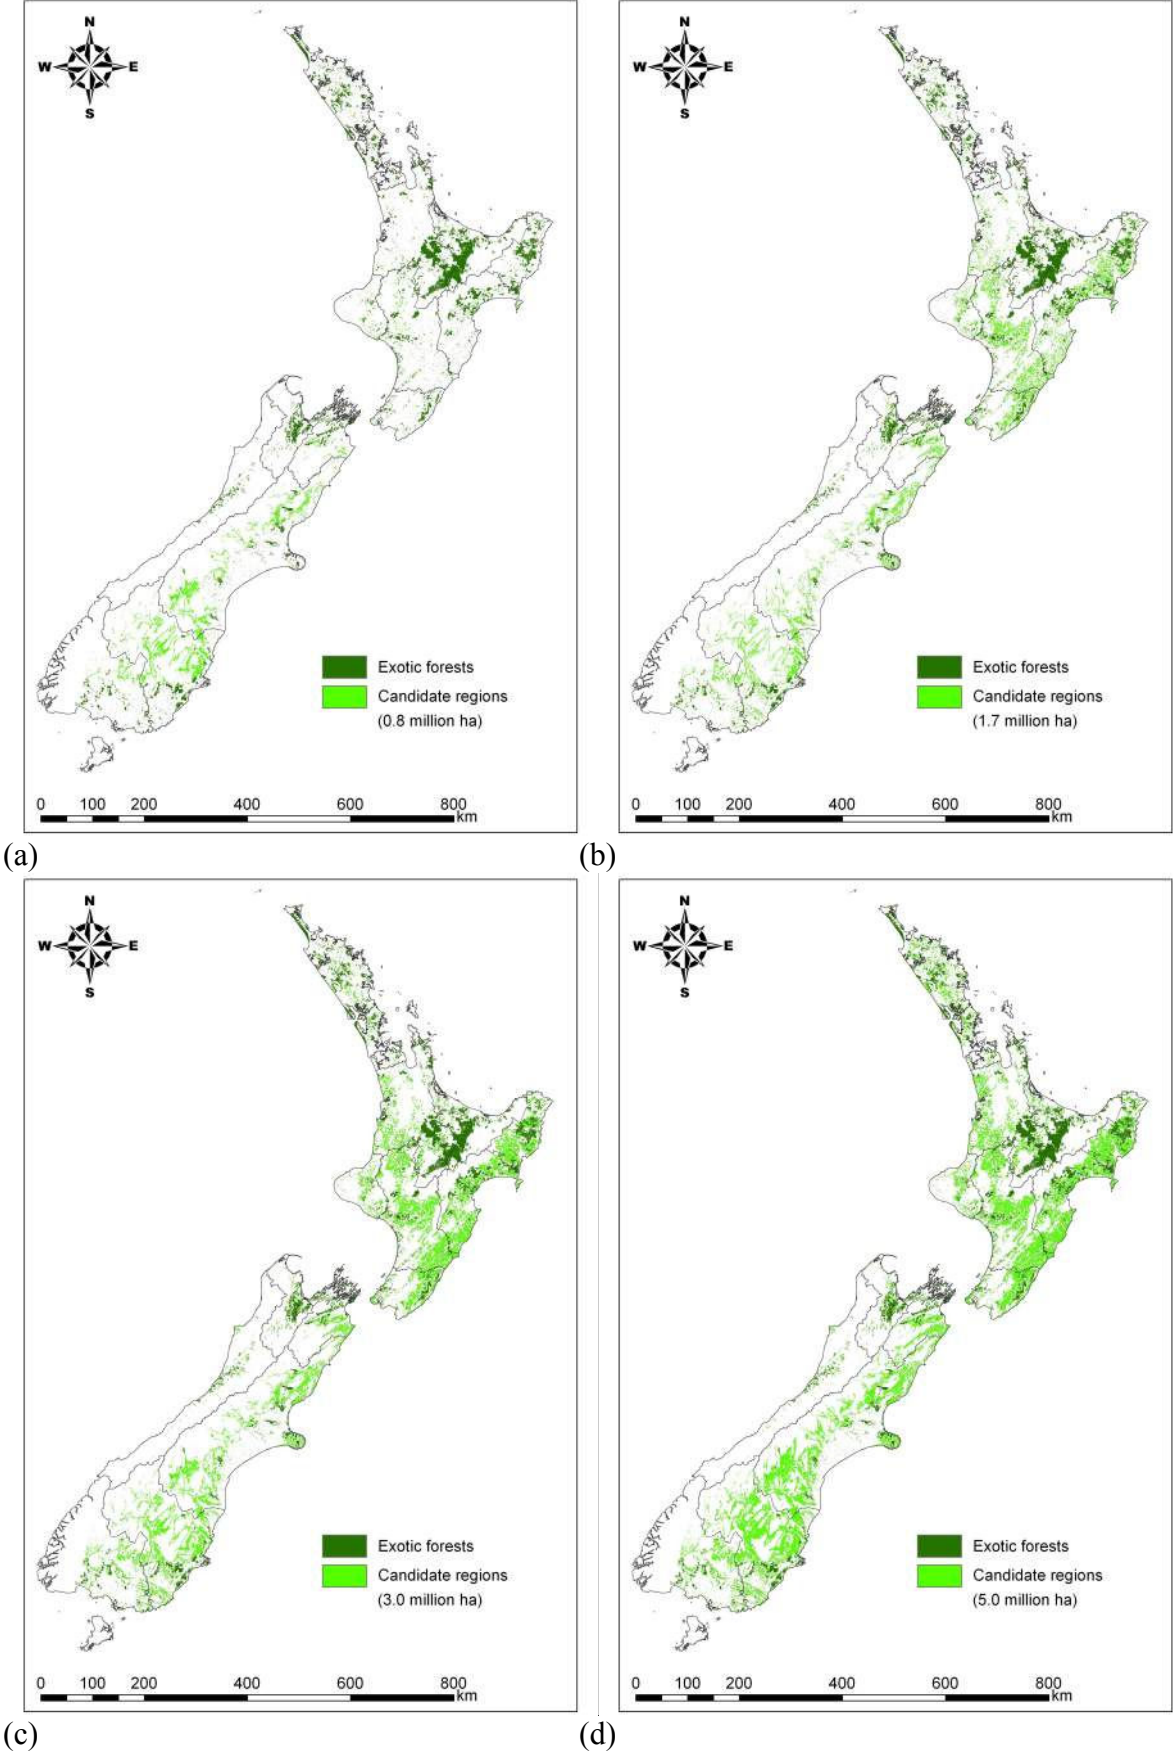 N
W E
S
Exotic forests
Candidate regions
(0.8 million ha)
0 100 200 400 600 800
km
(a)
N
W E
S
Exotic forests
Candidate regions
(1.7 million ha)
0 100 200 400 600 800
km
(b)
N
W E
S
Exotic forests
Candidate regions
(3.0 million ha)
0 100 200 400 600 800
km
(c)
N
W E
S
Exotic forests
Candidate regions
(5.0 million ha)
0 100 200 400 600 800
km
(d)